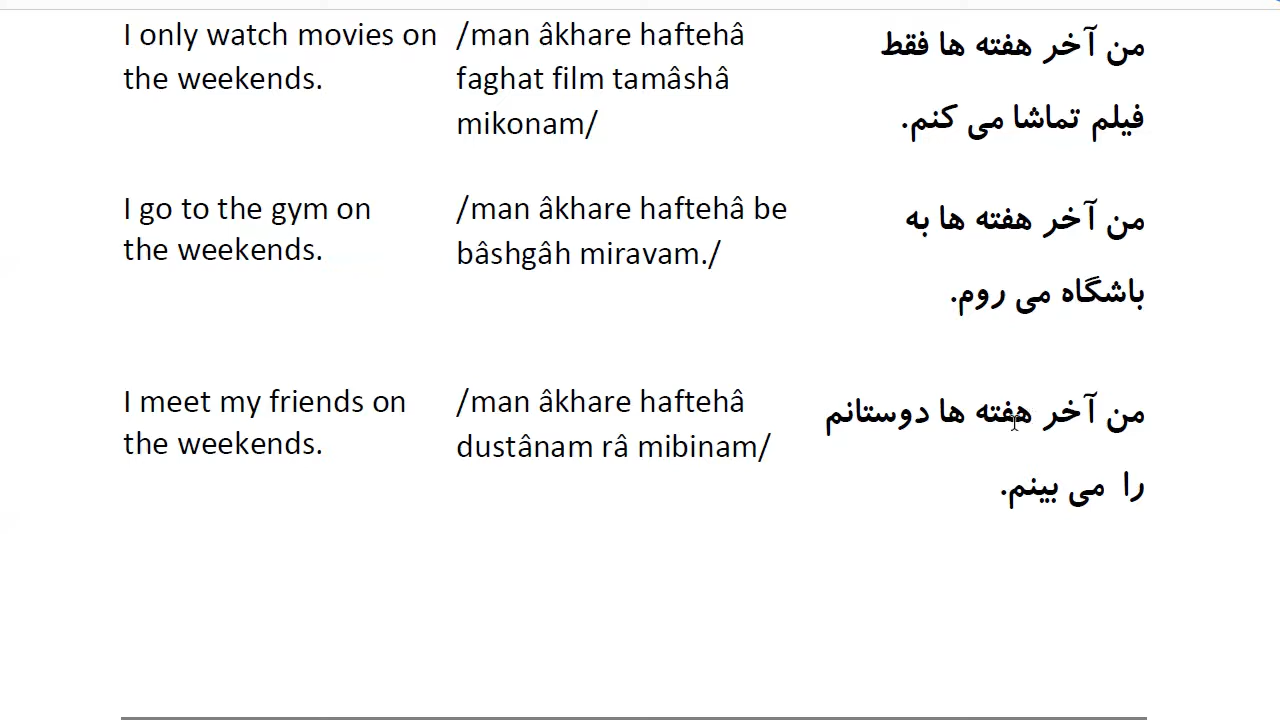 I only watch movies on
the weekends.
/man âkhare haftehâ
faghat film tamâshâ
mikonam/
من آخر هفته ها فقط
فیلم تماشا می کنم.
I go to the gym on
the weekends.
/man âkhare haftehâ be
bâshgâh miravam./
من آخر هفته ها به
باشگاه می روم.
I meet my friends on
the weekends.
/man âkhare haftehâ
dustânam râ mibinam/
من آخر هفته ها دوستانم
را می بینم.